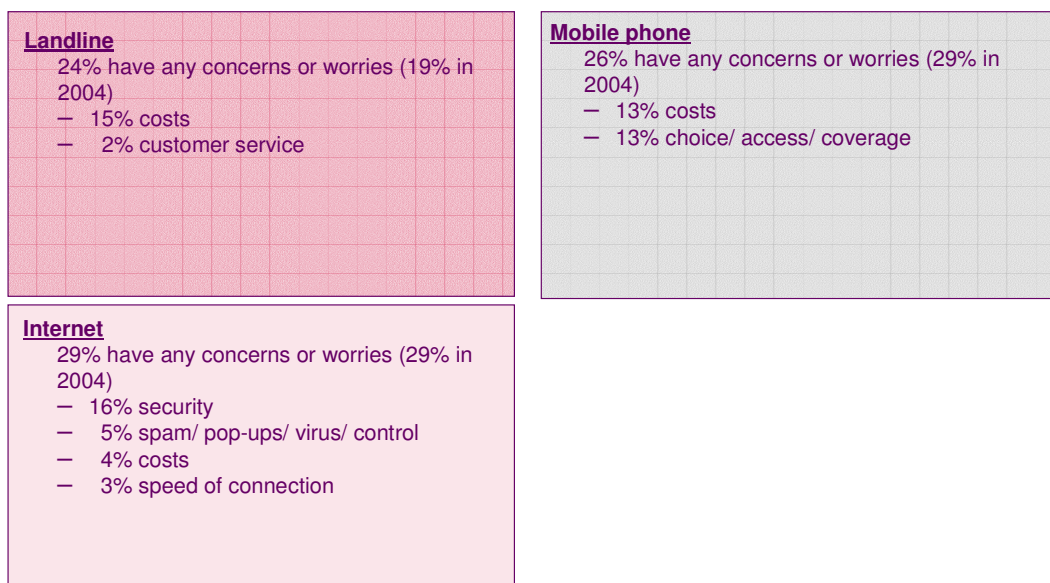 Landline
24% have any concerns or worries (19% in
2004)
– 15% costs
– 2% customer service
Mobile phone
26% have any concerns or worries (29% in
2004)
– 13% costs
– 13% choice/ access/ coverage
Internet
29% have any concerns or worries (29% in
2004)
– 16% security
– 5% spam/ pop-ups/ virus/ control
– 4% costs
– 3% speed of connection